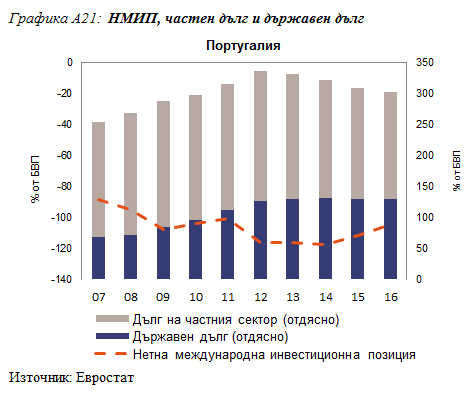 Графика А21: НМИП, частен дълг и държавен дълг
Португалия
0 350
-20 300
-40 250
-60 200
-80 150
-100 100
-120 50
-140 0
% от БВП
% от БВП
07 08 09 10 11 12 13 14 15 16
Дълг на частния сектор (отдясно)
Държавен дълг (отдясно)
Нетна международна инвестиционна позиция
Източник: Евростат